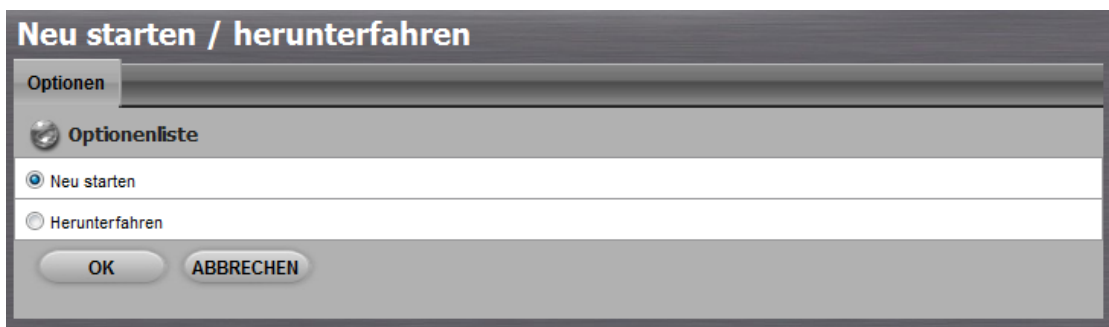 Neu starten / herunterfahren
Optionen
Optionenliste
Neu starten
Herunterfahren
OK ABBRECHEN